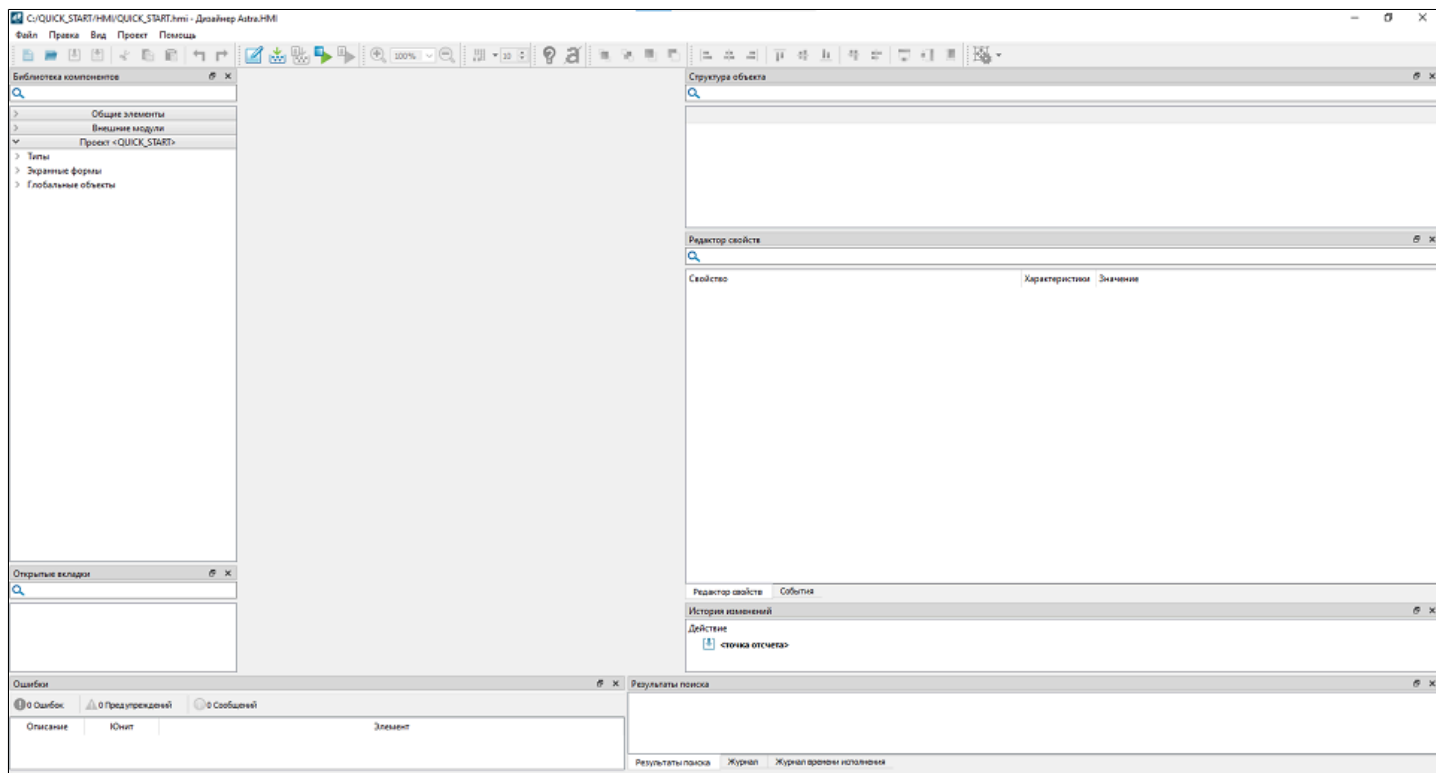 C:/QUICK_START/HMI/QUICK_START.hmi - Дизайнер Astra.HMI
Файл Правка Вид Проект Помощь
100% 10
Библиотека компонентов
Общие элементы
Внешние модули
Проект <QUICK_START>
Типы
Экранные формы
Глобальные объекты
Структура объекта
Редактор свойств
Свойство Характеристики Значение
Редактор свойств События
Открытые вкладки
История изменений
Действие
<точка отсчета>
Ошибки
0 Ошибок 0 Предупреждений 0 Сообщений
Описание Юнит Элемент
Результаты поиска
Результаты поиска Журнал Журнал времени исполнения